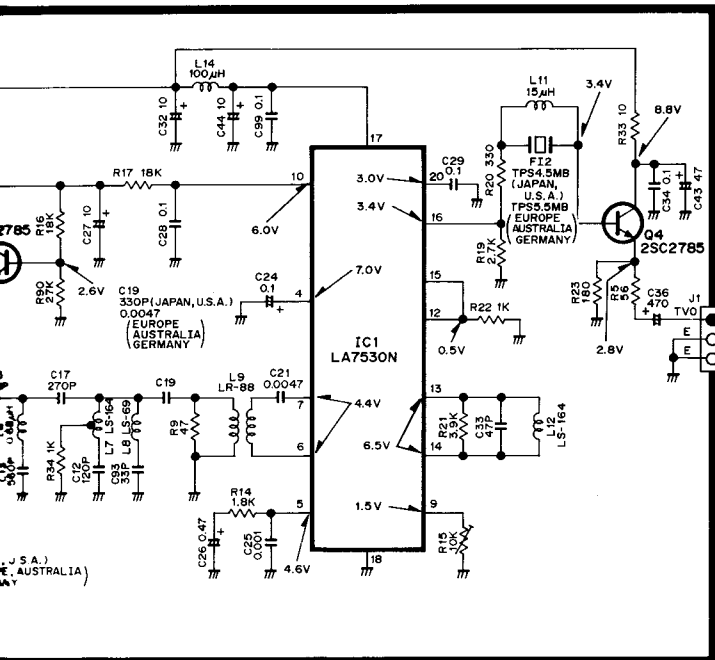 L14
100µH
C32 10
+
C44 10
+
C99 0.1
17
L11
15µH
3.4V
R33 10
8.8V
R17 18K
10
6.0V
R16
18K
C27 10
+
C28 0.1
2785
2.6V
R90
27K
3.0V
20
C29
0.1
3.4V
16
R20 330
FI2
TPS4.5MB
(JAPAN,
U.S.A.)
TPS5.5MB
(EUROPE
AUSTRALIA
GERMANY)
R19
2.7K
C34 0.1
+
C43 47
Q4
2SC2785
C19
330P(JAPAN,U.S.A.)
0.0047
(EUROPE
AUSTRALIA
GERMANY)
C24
0.1
+
4
7.0V
15
12
R22 1K
0.5V
IC1
LA7530N
R23
180
R5
56
C36
470
+
2.8V
J1
TVO
E
E
C17
270P
C19
L9
LR-88
C21
0.0047
7
4.4V
6
R9
47
0.68µH
560P
R34 1K
C12
120P
L7 LS-164
C93
33P
L8 LS-69
13
6.5V
14
R21
3.9K
C33
47P
L12
LS-164
R14
1.8K
5
C26 0.47
+
C25
0.001
4.6V
1.5V
9
R15
10K
18
S.A.)
, AUSTRALIA)